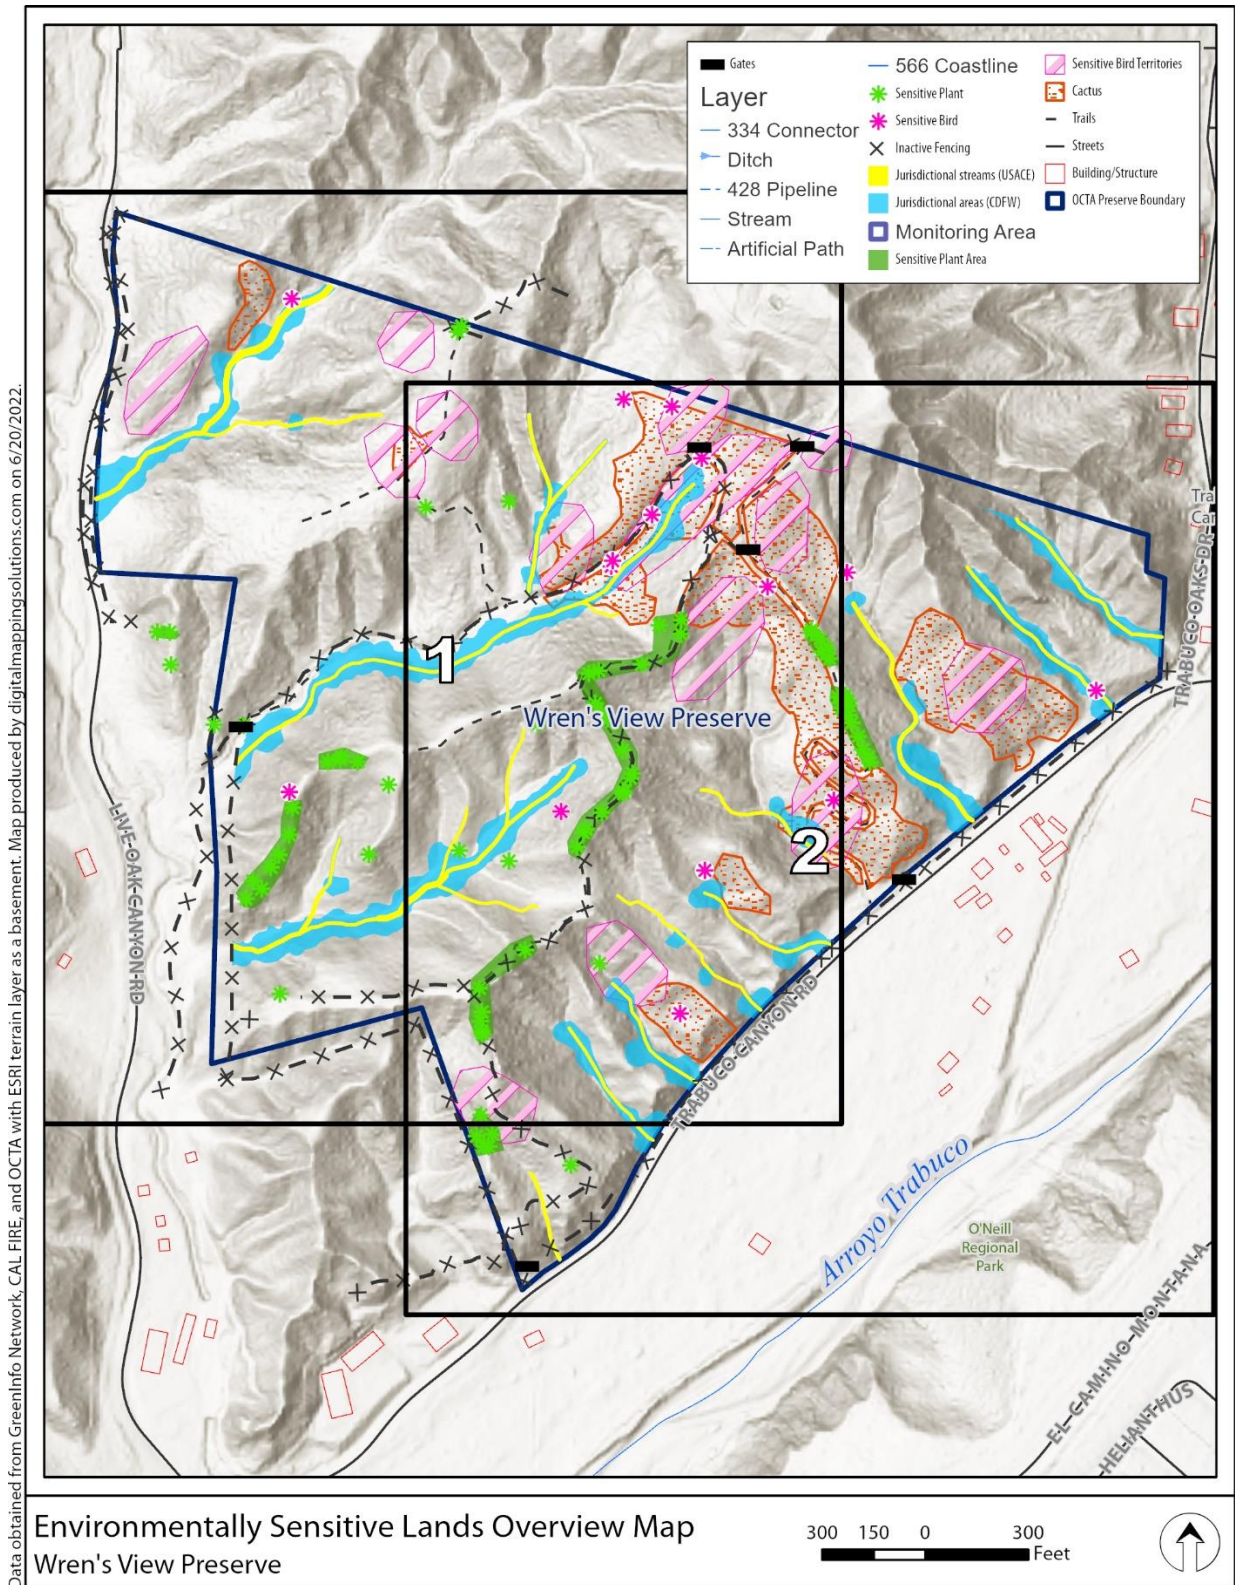 Gates
Layer
334 Connector
Ditch
428 Pipeline
Stream
Artificial Path
566 Coastline
Sensitive Plant
Sensitive Bird
Inactive Fencing
Jurisdictional streams (USACE)
Jurisdictional areas (CDFW)
Monitoring Area
Sensitive Plant Area
Sensitive Bird Territories
Cactus
Trails
Streets
Building/Structure
OCTA Preserve Boundary
Tra
Car
TRABUCO-OAKS-DR
1
Wren's View Preserve
2
LIVE-OAK-CANYON-RD
TRABUCO-CANYON-RD
Arroyo Trabuco
O'Neill
Regional
Park
EL-CAMINO-MONTANA
HELIANTHUS
Data obtained from GreenInfo Network, CAL FIRE, and OCTA with ESRI terrain layer as a basement. Map produced by digitalmappingsolutions.com on 6/20/2022.
Environmentally Sensitive Lands Overview Map
Wren's View Preserve
300 150 0 300
Feet